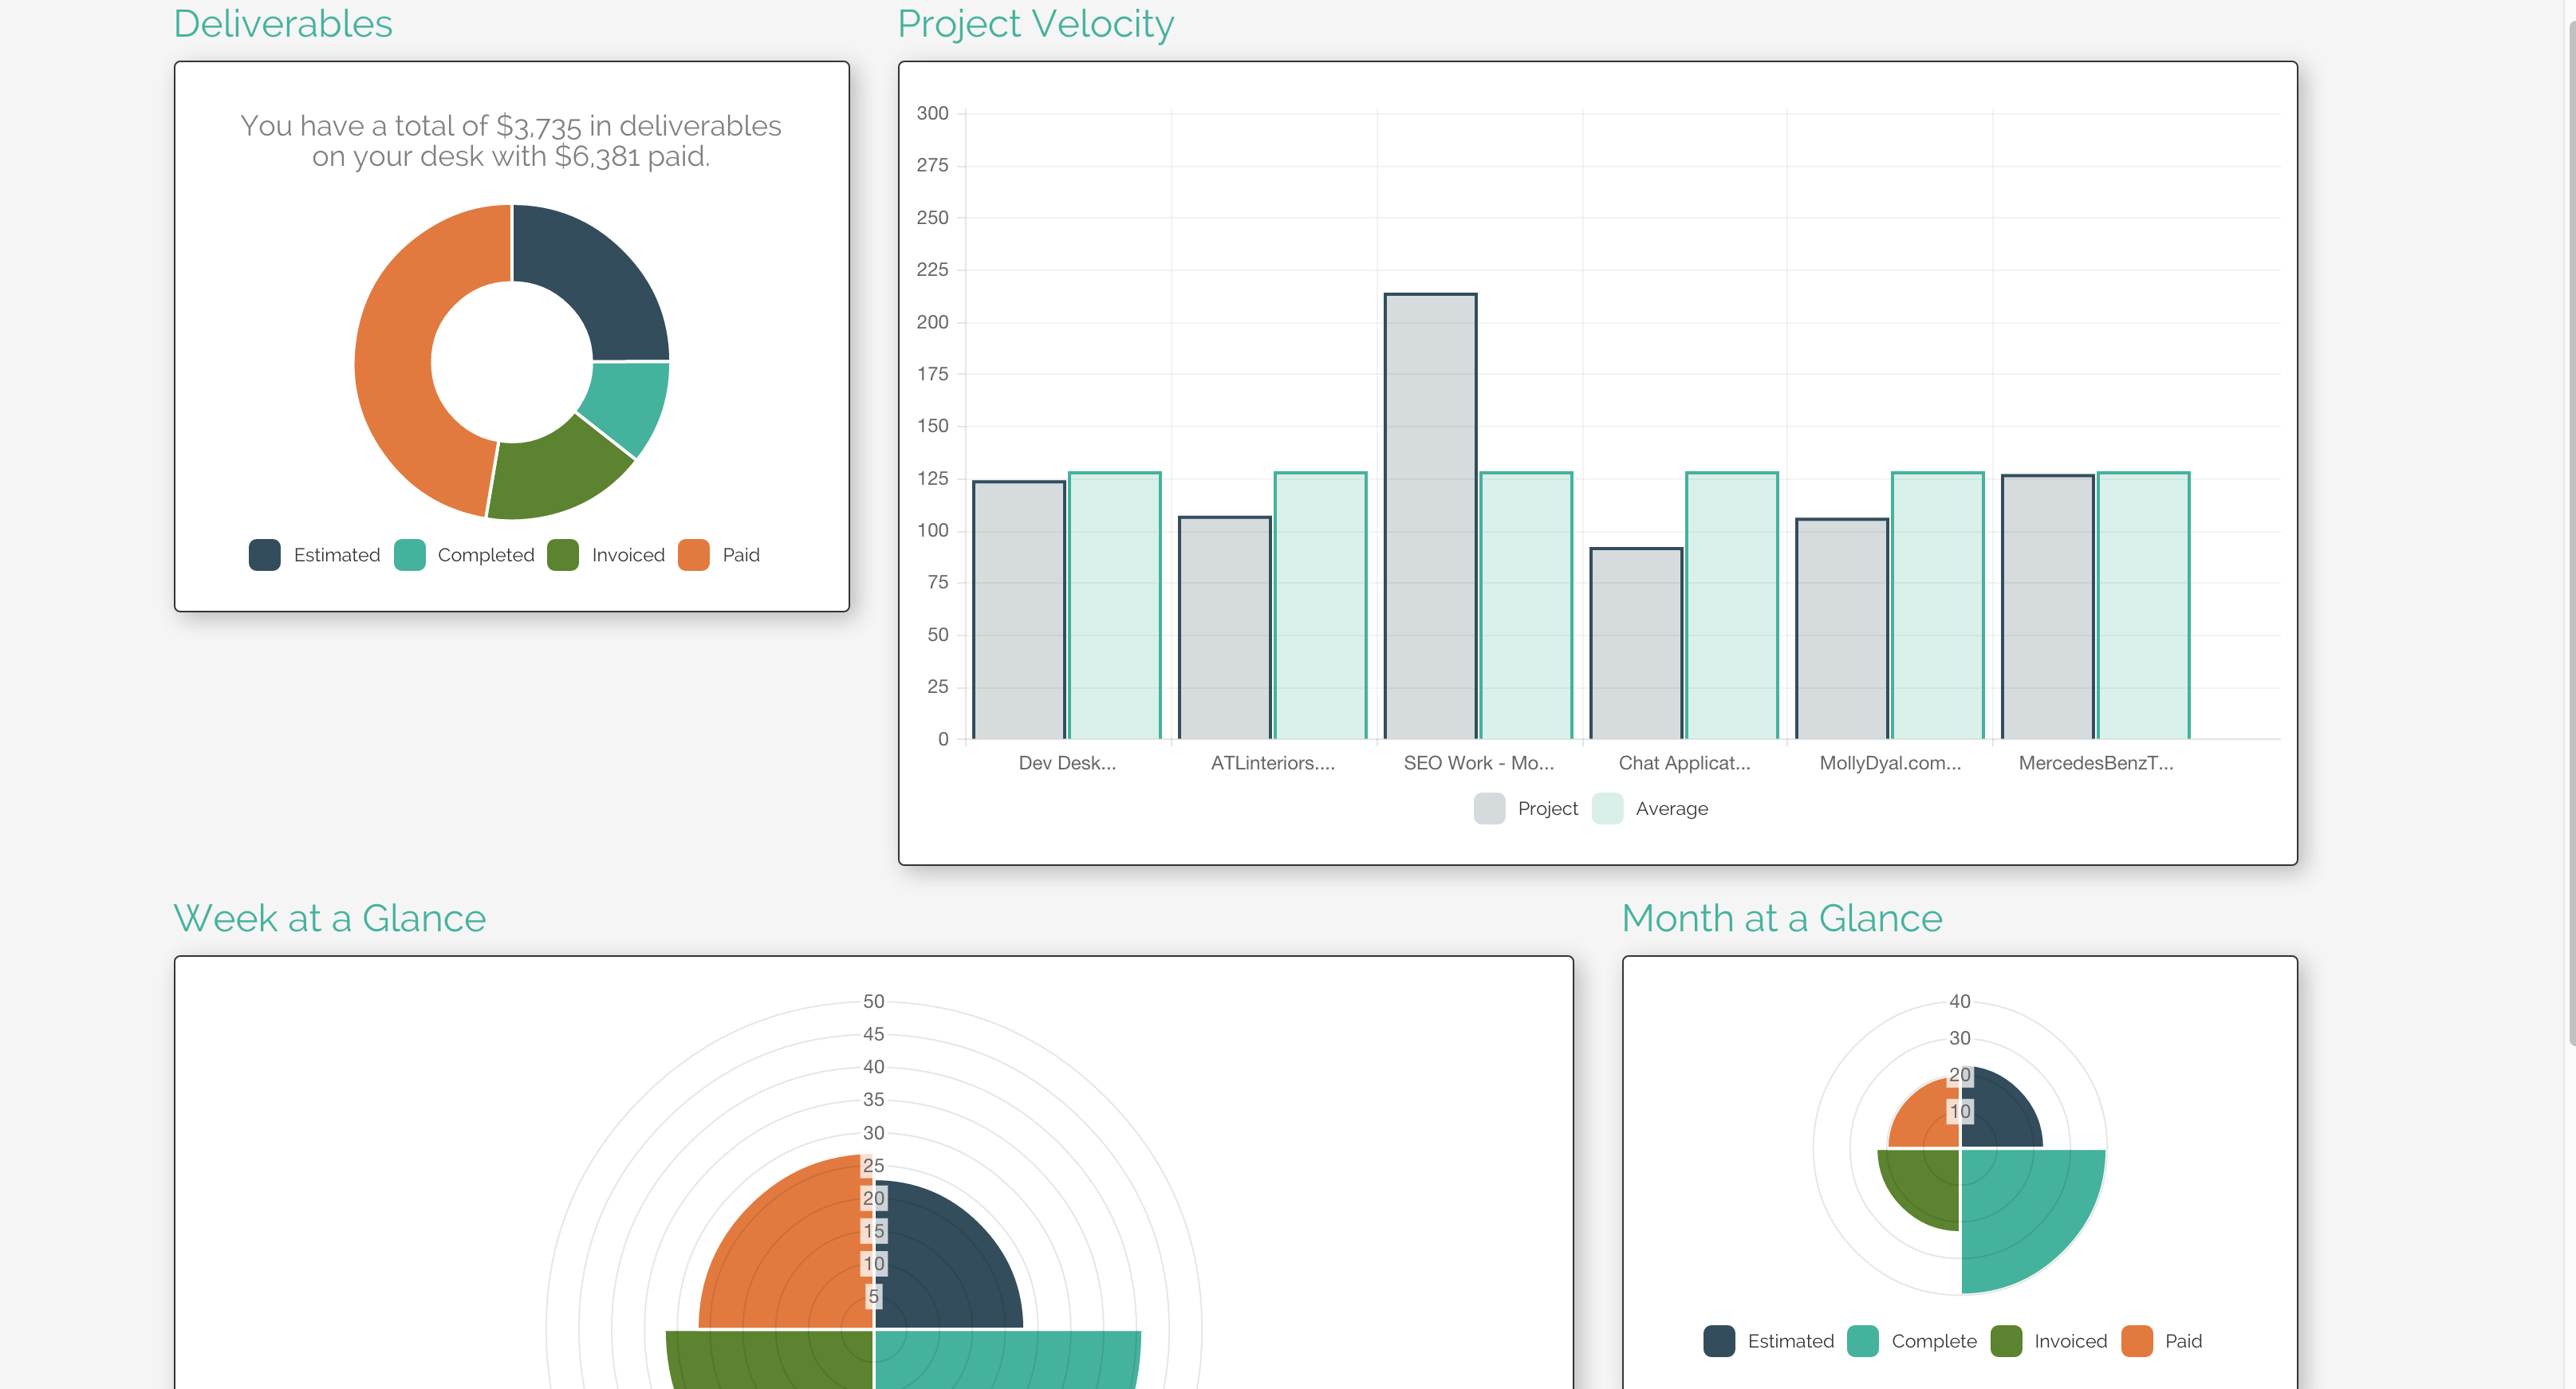 Deliverables
You have a total of $3,735 in deliverables
on your desk with $6,381 paid.
Estimated Completed Invoiced Paid
Project Velocity
300
275
250
225
200
175
150
125
100
75
50
25
0
Dev Desk... ATLinteriors.... SEO Work - Mo... Chat Applicat... MollyDyal.com... MercedesBenzT...
Project Average
Week at a Glance
50
45
40
35
30
25
20
15
10
5
Month at a Glance
40
30
20
10
Estimated Complete Invoiced Paid